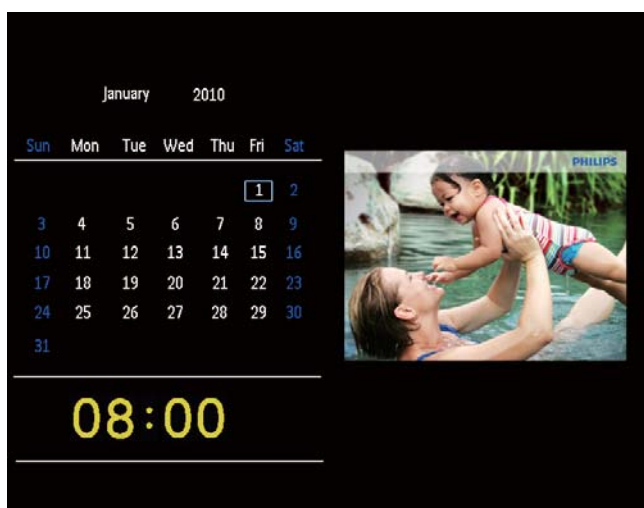 January 2010
Sun Mon Tue Wed Thu Fri Sat
1 2
3 4 5 6 7 8 9
10 11 12 13 14 15 16
17 18 19 20 21 22 23
24 25 26 27 28 29 30
31
08:00
PHILIPS